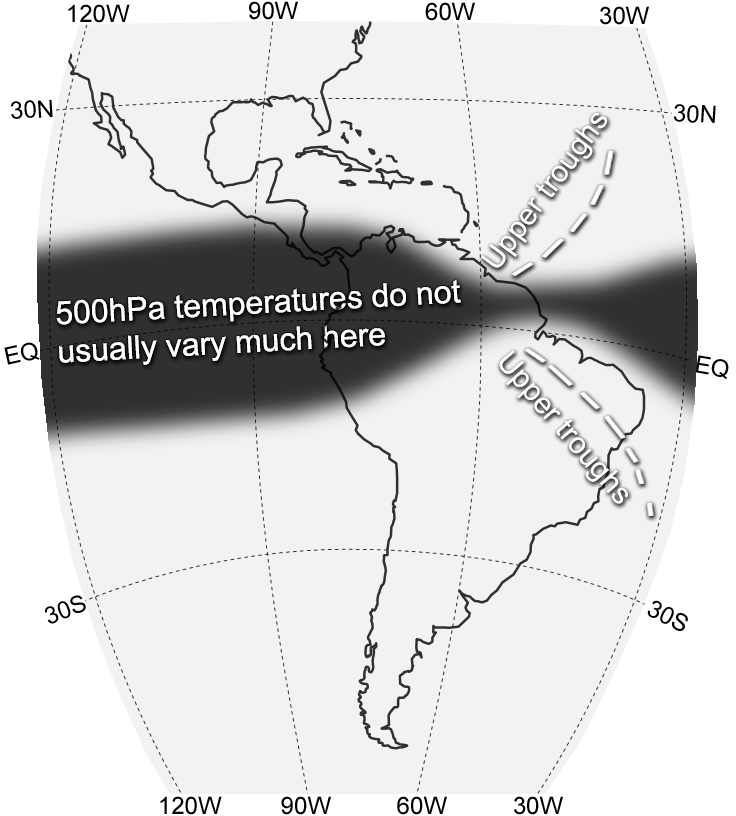 120W
90W
60W
30W
30N
30N
Upper troughs
500hPa temperatures do not
usually vary much here
EQ
EQ
Upper troughs
30S
30S
120W
90W
60W
30W